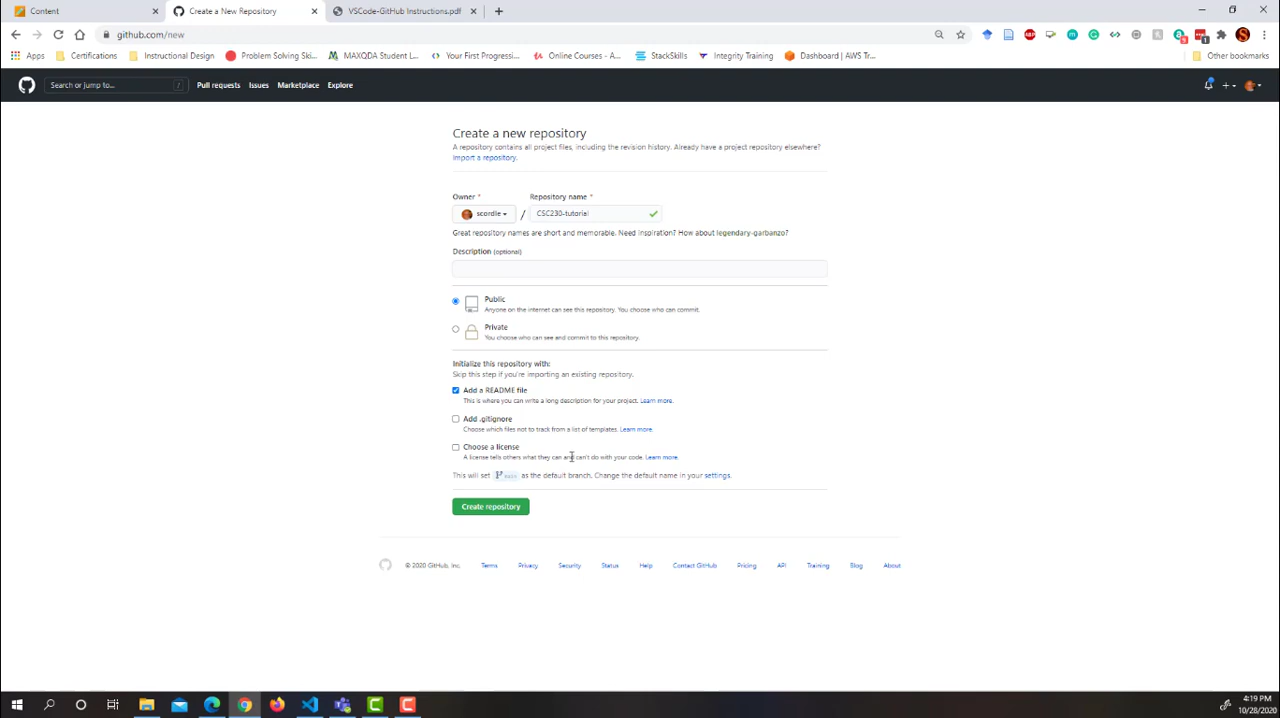 Content
Create a New Repository
VSCode-GitHub Instructions.pdf
github.com/new
Apps
Certifications
Instructional Design
Problem Solving Ski...
MAXQDA Student L...
Your First Progressi...
Online Courses - A...
StackSkills
Integrity Training
Dashboard | AWS Tr...
Other bookmarks
Search or jump to...
/
Pull requests
Issues
Marketplace
Explore
Create a new repository
A repository contains all project files, including the revision history. Already have a project repository elsewhere?
Import a repository.
Owner *
Repository name *
scordle
/
CSC230-tutorial
Great repository names are short and memorable. Need inspiration? How about legendary-garbanzo?
Description (optional)
Public
Anyone on the internet can see this repository. You choose who can commit.
Private
You choose who can see and commit to this repository.
Initialize this repository with:
Skip this step if you're importing an existing repository.
Add a README file
This is where you can write a long description for your project. Learn more.
Add .gitignore
Choose which files not to track from a list of templates. Learn more.
Choose a license
A license tells others what they can and can't do with your code. Learn more.
This will set main as the default branch. Change the default name in your settings.
Create repository
© 2020 GitHub, Inc.
Terms
Privacy
Security
Status
Help
Contact GitHub
Pricing
API
Training
Blog
About
4:19 PM
10/28/2020